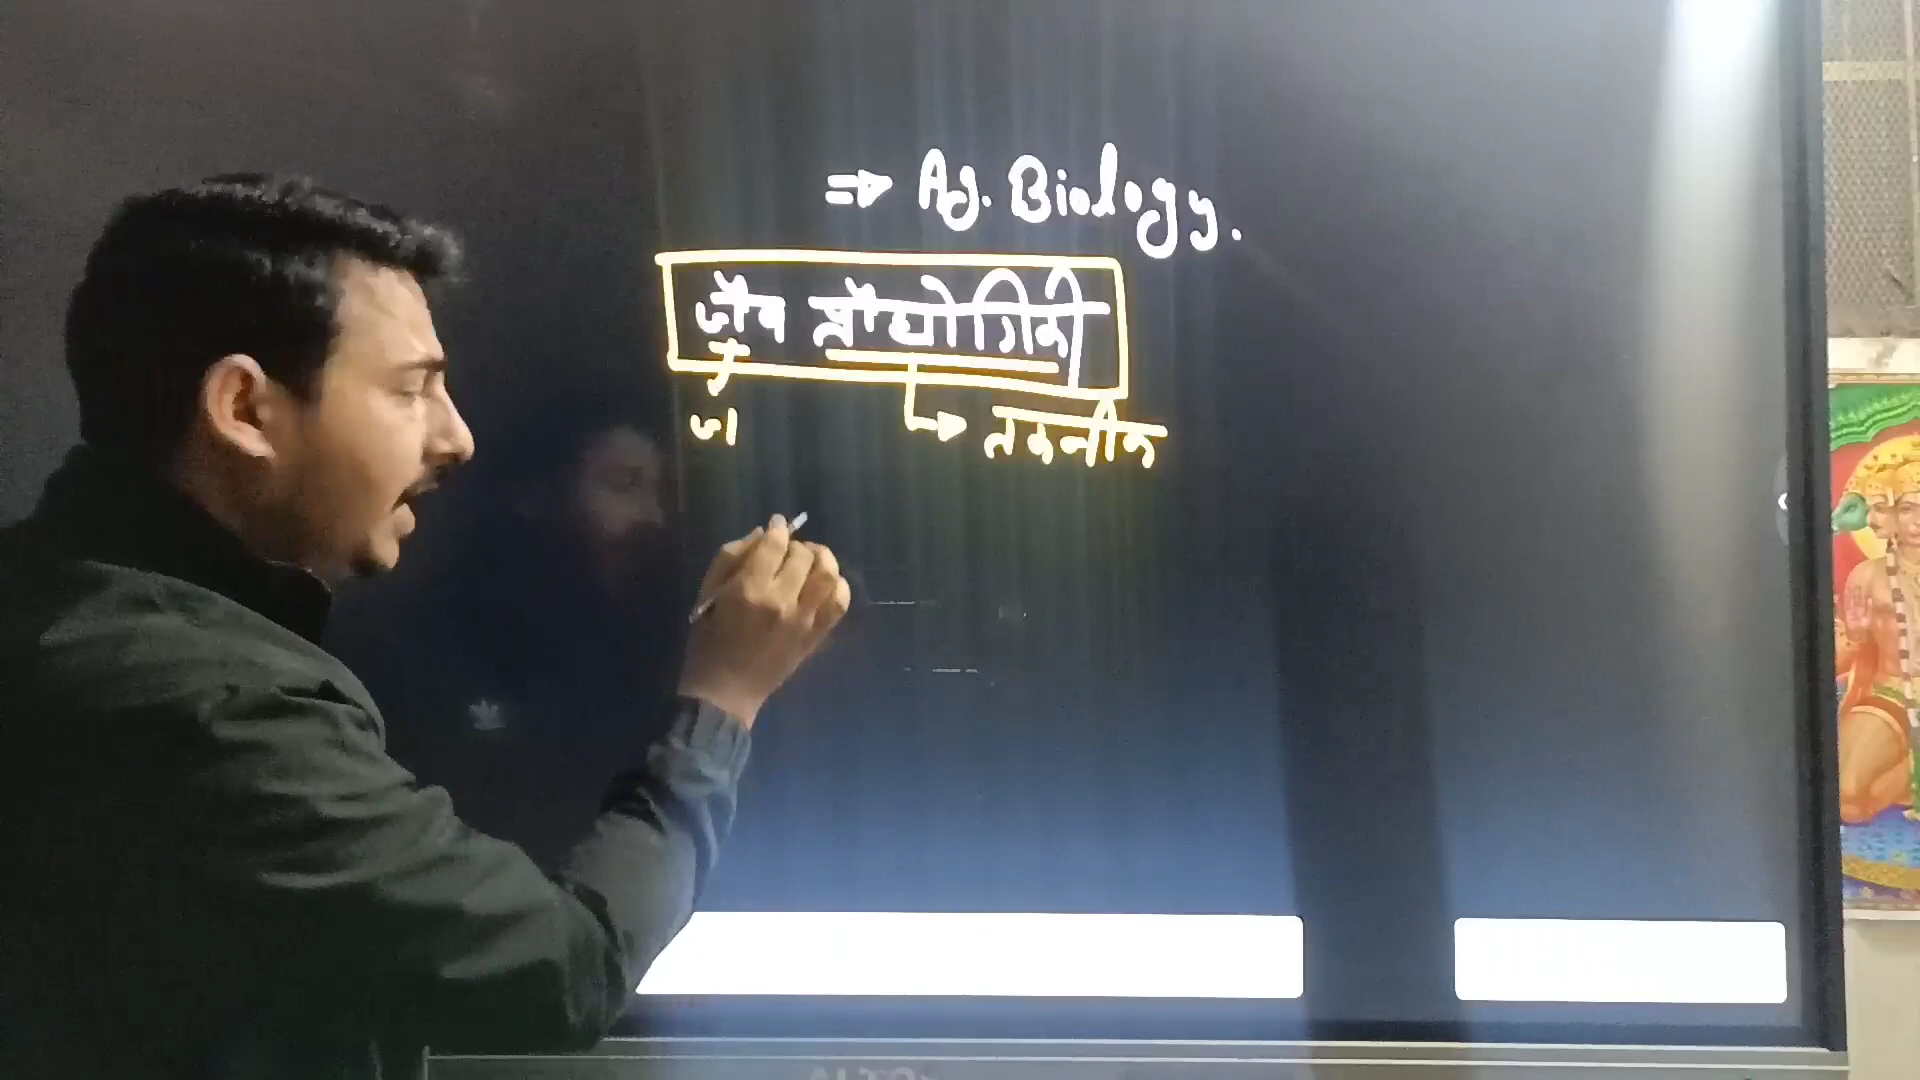 ⇒ Ag. Biology.
जैव प्रौद्योगिकी
जी → तकनीक